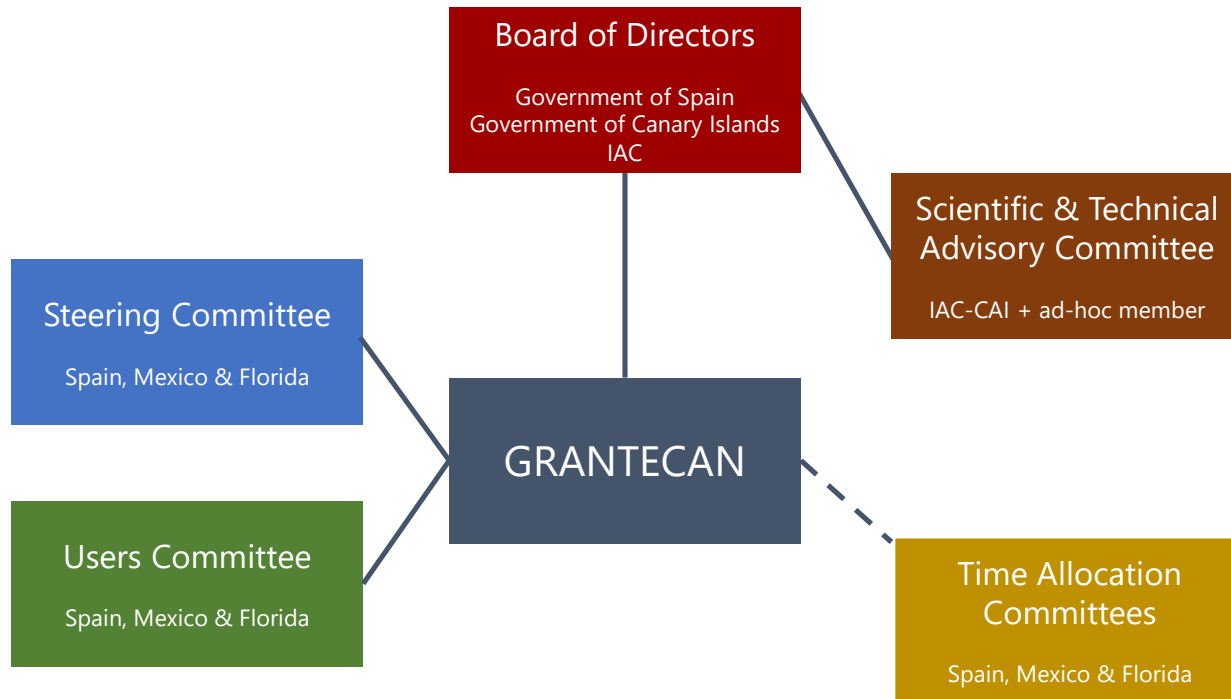 Board of Directors
Government of Spain
Government of Canary Islands
IAC
Scientific & Technical
Advisory Committee
IAC-CAI + ad-hoc member
Steering Committee
Spain, Mexico & Florida
GRANTECAN
Users Committee
Spain, Mexico & Florida
Time Allocation
Committees
Spain, Mexico & Florida